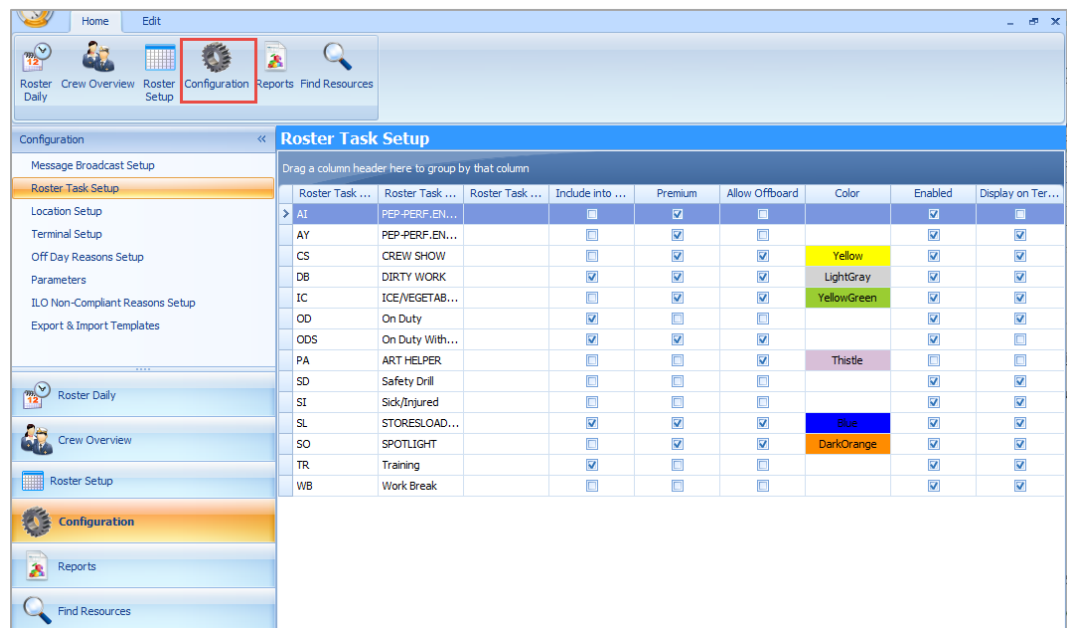 Home Edit
Roster Daily Crew Overview Roster Setup Configuration Reports Find Resources
Configuration «
Message Broadcast Setup
Roster Task Setup
Location Setup
Terminal Setup
Off Day Reasons Setup
Parameters
ILO Non-Compliant Reasons Setup
Export & Import Templates
Roster Daily
Crew Overview
Roster Setup
Configuration
Reports
Find Resources
Roster Task Setup
Drag a column header here to group by that column
Roster Task ... Roster Task ... Roster Task ... Include into ... Premium Allow Offboard Color Enabled Display on Ter...
AI PEP-PERF.EN...
AY PEP-PERF.EN...
CS CREW SHOW Yellow
DB DIRTY WORK LightGray
IC ICE/VEGETAB... YellowGreen
OD On Duty
ODS On Duty With...
PA ART HELPER Thistle
SD Safety Drill
SI Sick/Injured
SL STORESLOAD... Blue
SO SPOTLIGHT DarkOrange
TR Training
WB Work Break